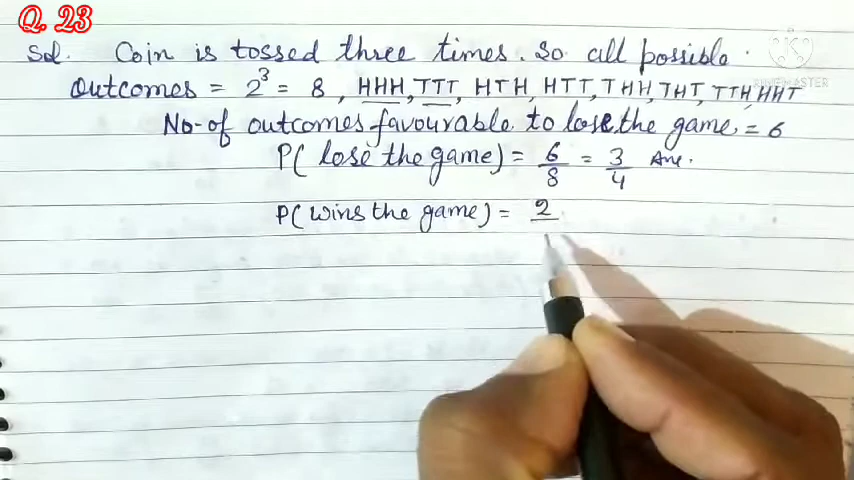 Q. 23
Sol. Coin is tossed three times. So all possible.
Outcomes = 2³ = 8, HHH, TTT, HTH, HTT, THH, THT, TTH, HHT
No-of outcomes favourable to lose the game = 6
P( lose the game) = 6/8 = 3/4 Ans.
P(wins the game) = 2